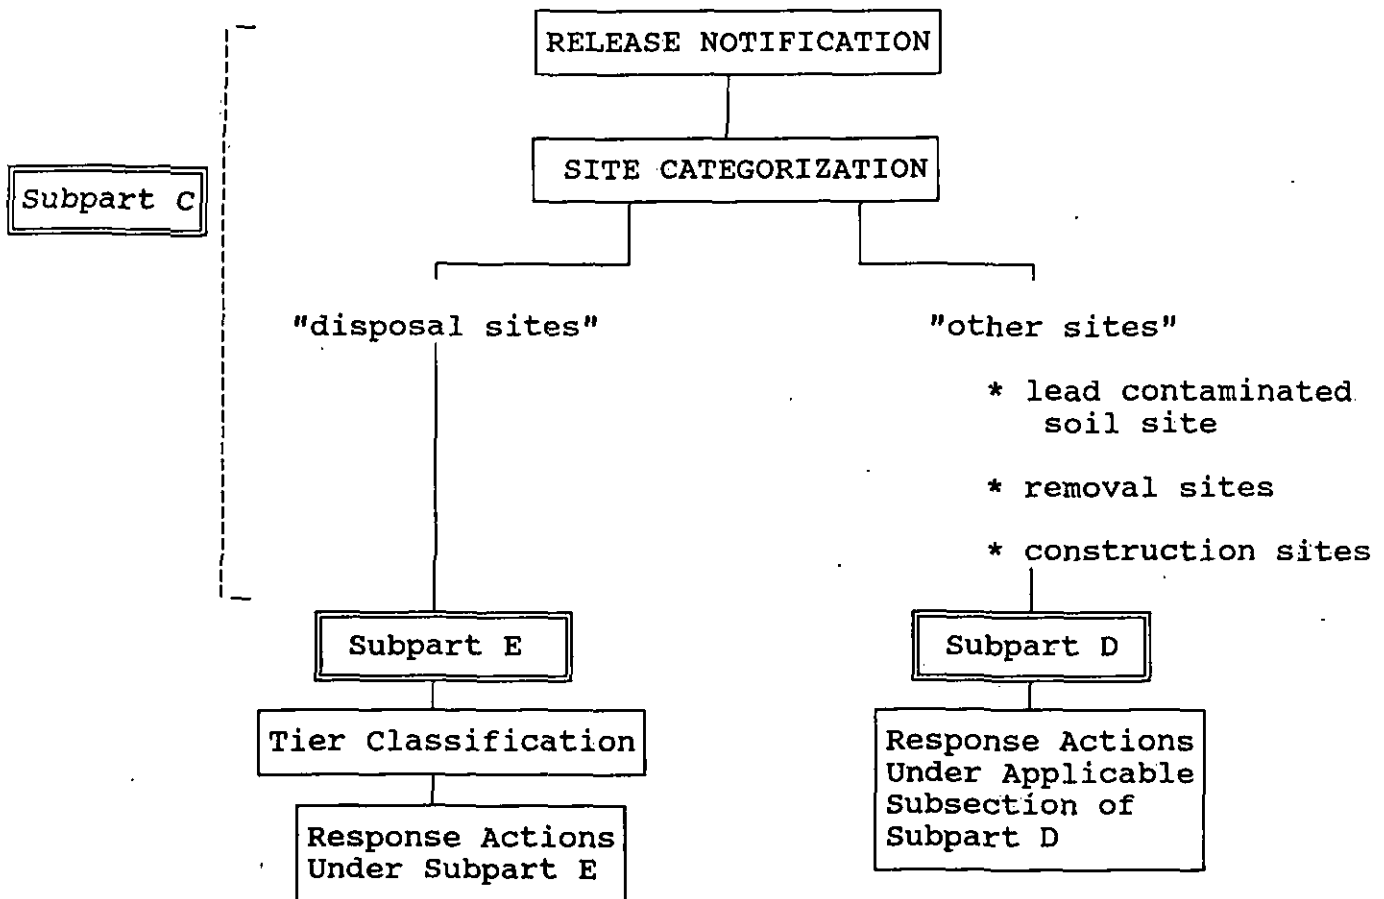 RELEASE NOTIFICATION
SITE CATEGORIZATION
Subpart C
"disposal sites"
"other sites"
* lead contaminated
soil site
* removal sites
* construction sites
Subpart E
Subpart D
Tier Classification
Response Actions
Under Subpart E
Response Actions
Under Applicable
Subsection of
Subpart D